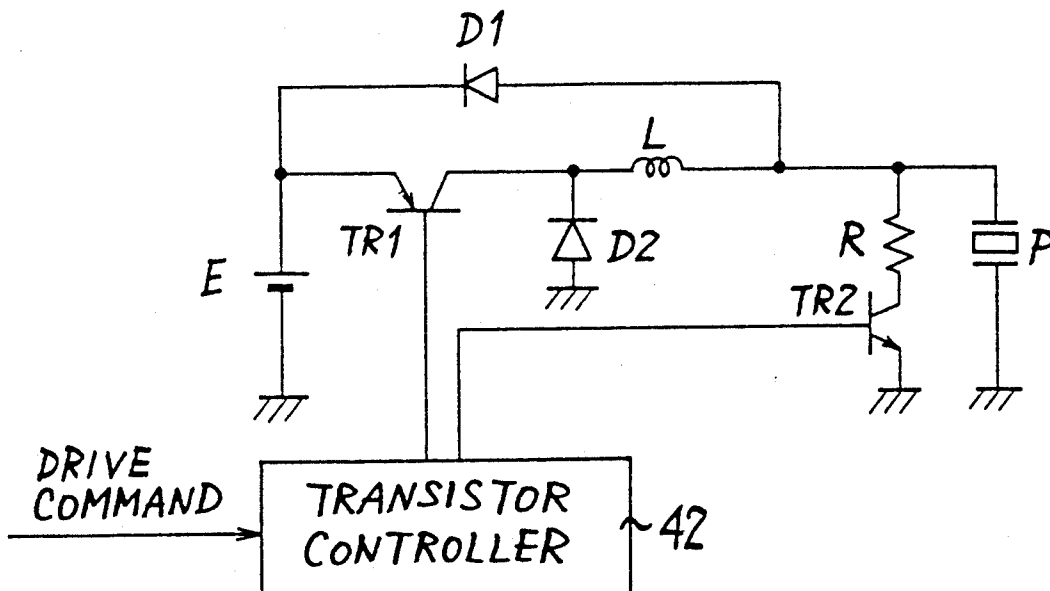 D1
L
TR1
D2
R
P
E
TR2
DRIVE
COMMAND
TRANSISTOR
CONTROLLER
42